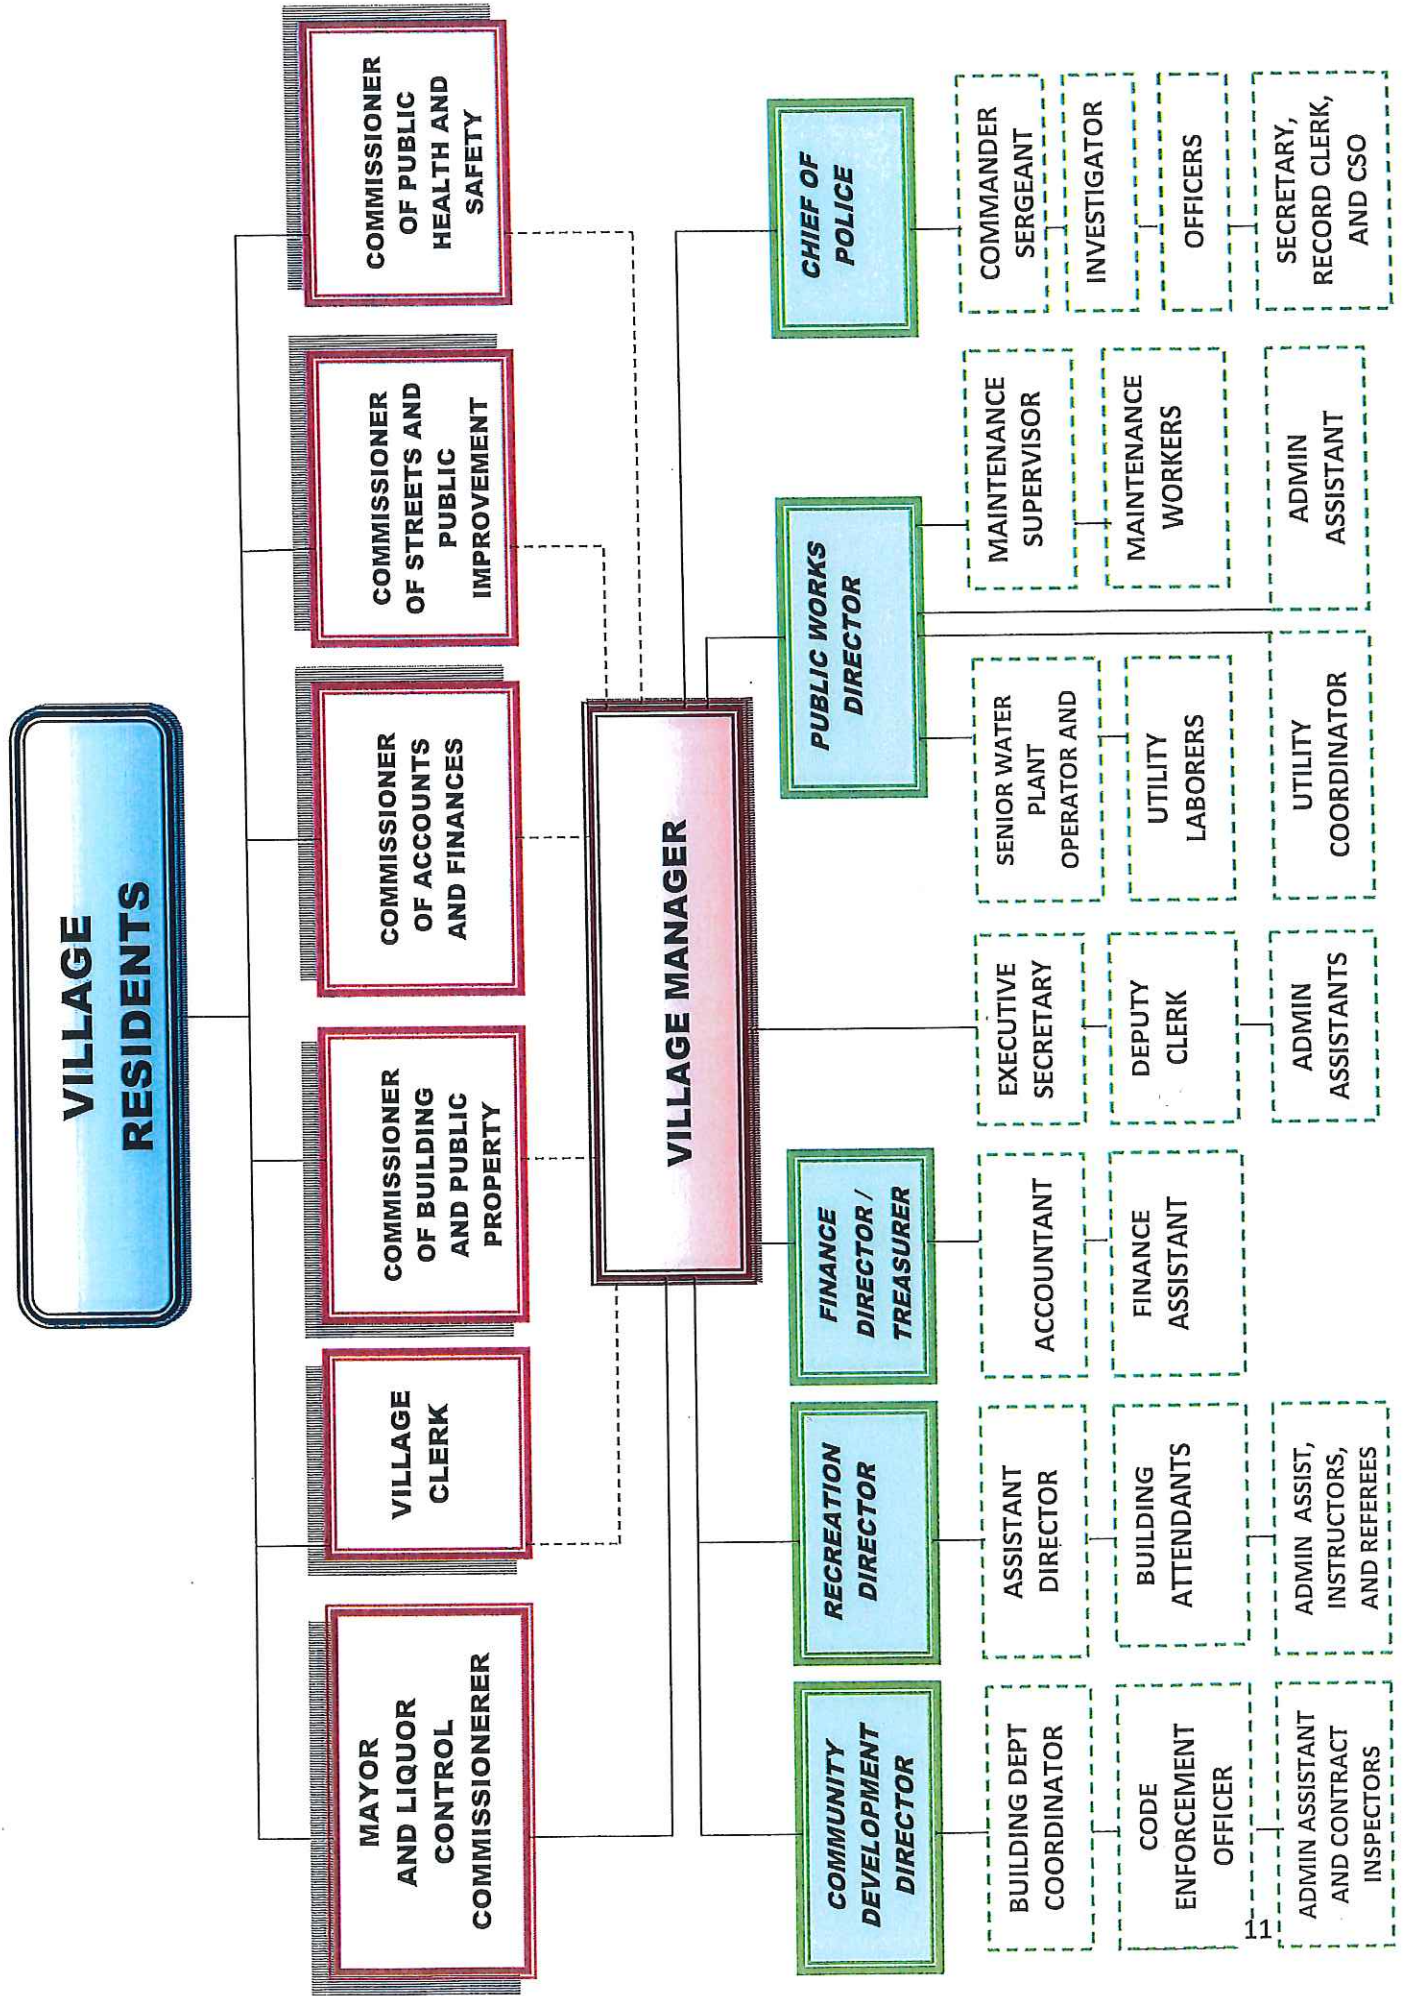 VILLAGE
RESIDENTS
MAYOR
AND LIQUOR
CONTROL
COMMISSIONERER
VILLAGE
CLERK
COMMISSIONER
OF BUILDING
AND PUBLIC
PROPERTY
COMMISSIONER
OF ACCOUNTS
AND FINANCES
COMMISSIONER
OF STREETS AND
PUBLIC
IMPROVEMENT
COMMISSIONER
OF PUBLIC
HEALTH AND
SAFETY
VILLAGE MANAGER
COMMUNITY
DEVELOPMENT
DIRECTOR
RECREATION
DIRECTOR
FINANCE
DIRECTOR /
TREASURER
PUBLIC WORKS
DIRECTOR
CHIEF OF
POLICE
BUILDING DEPT
COORDINATOR
CODE
ENFORCEMENT
OFFICER
ADMIN ASSISTANT
AND CONTRACT
INSPECTORS
ASSISTANT
DIRECTOR
BUILDING
ATTENDANTS
ADMIN ASSIST,
INSTRUCTORS,
AND REFEREES
ACCOUNTANT
FINANCE
ASSISTANT
EXECUTIVE
SECRETARY
DEPUTY
CLERK
ADMIN
ASSISTANTS
SENIOR WATER
PLANT
OPERATOR AND
UTILITY
LABORERS
UTILITY
COORDINATOR
MAINTENANCE
SUPERVISOR
MAINTENANCE
WORKERS
ADMIN
ASSISTANT
COMMANDER
SERGEANT
INVESTIGATOR
OFFICERS
SECRETARY,
RECORD CLERK,
AND CSO
11